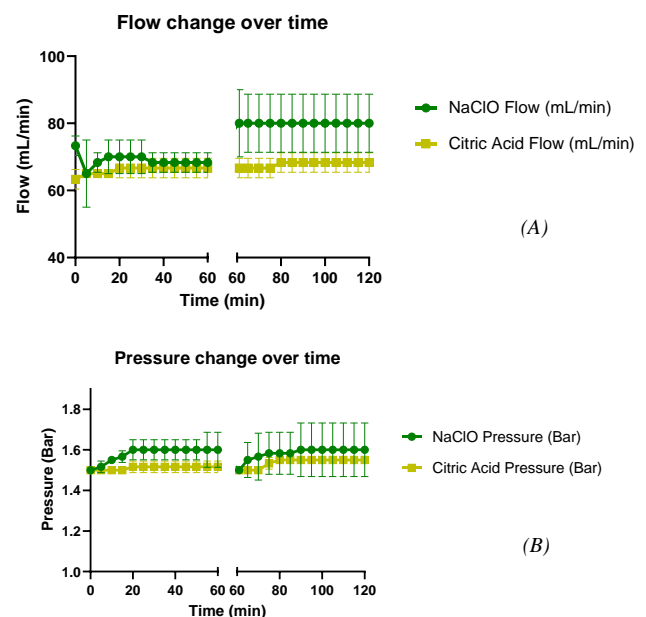 Flow change over time
100
80
60
40
Flow (mL/min)
0 20 40 60 60 80 100 120
Time (min)
NaClO Flow (mL/min)
Citric Acid Flow (mL/min)
(A)
Pressure change over time
1.8
1.6
1.4
1.2
1.0
Pressure (Bar)
0 20 40 60 60 80 100 120
Time (min)
NaClO Pressure (Bar)
Citric Acid Pressure (Bar)
(B)